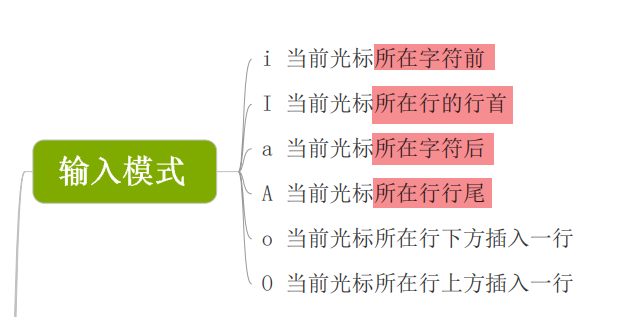 i 当前光标所在字符前
I 当前光标所在行的行首
a 当前光标所在字符后
输入模式
A 当前光标所在行行尾
o 当前光标所在行下方插入一行
O 当前光标所在行上方插入一行